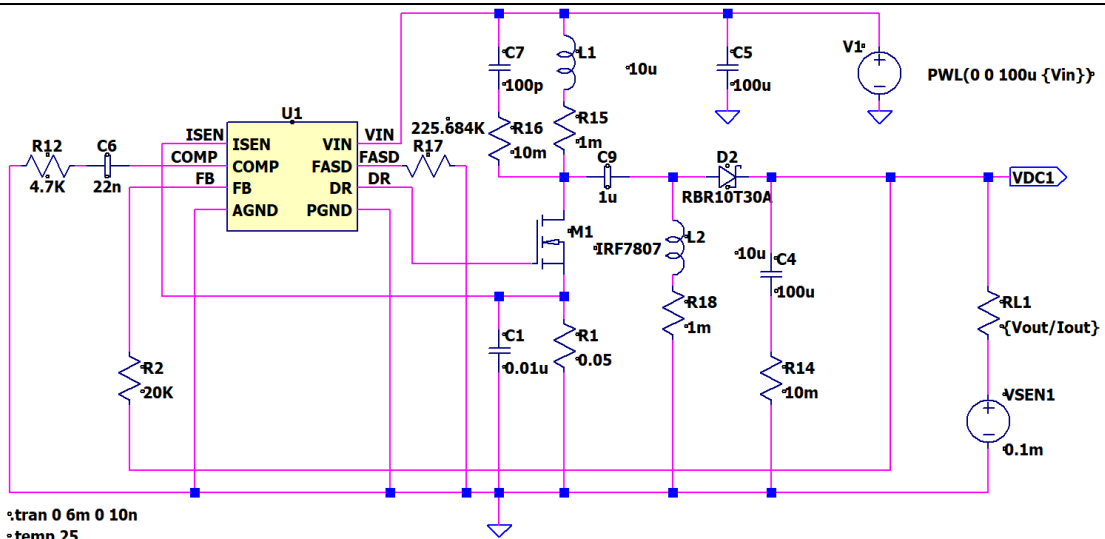 C7
100p
L1
10u
C5
100u
V1
PWL(0 0 100u {Vin})
R16
10m
R15
1m
U1
ISEN
COMP
FB
ISEN
COMP
FB
AGND
VIN
FASD
DR
PGND
VIN
FASD
DR
225.684K
R17
R12
4.7K
C6
22n
C9
1u
D2
RBR10T30A
VDC1
M1
IRF7807
L2
10u
C4
100u
R18
1m
RL1
{Vout/Iout}
C1
0.01u
R1
0.05
R2
20K
R14
10m
VSEN1
0.1m
.tran 0 6m 0 10n
.temp 25